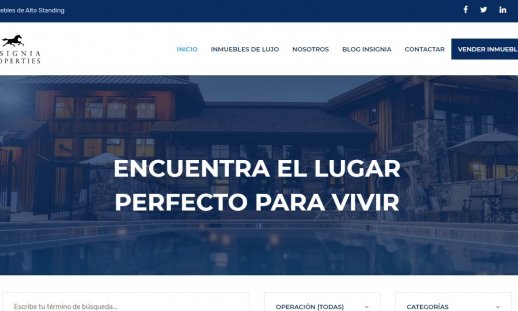 ebles de Alto Standing
INICIO INMUEBLES DE LUJO NOSOTROS BLOG INSIGNIA CONTACTAR VENDER INMUEBL
SIGNIA
OPERTIES
ENCUENTRA EL LUGAR
PERFECTO PARA VIVIR
Escribe tu término de búsqueda... OPERACIÓN (TODAS) CATEGORÍAS